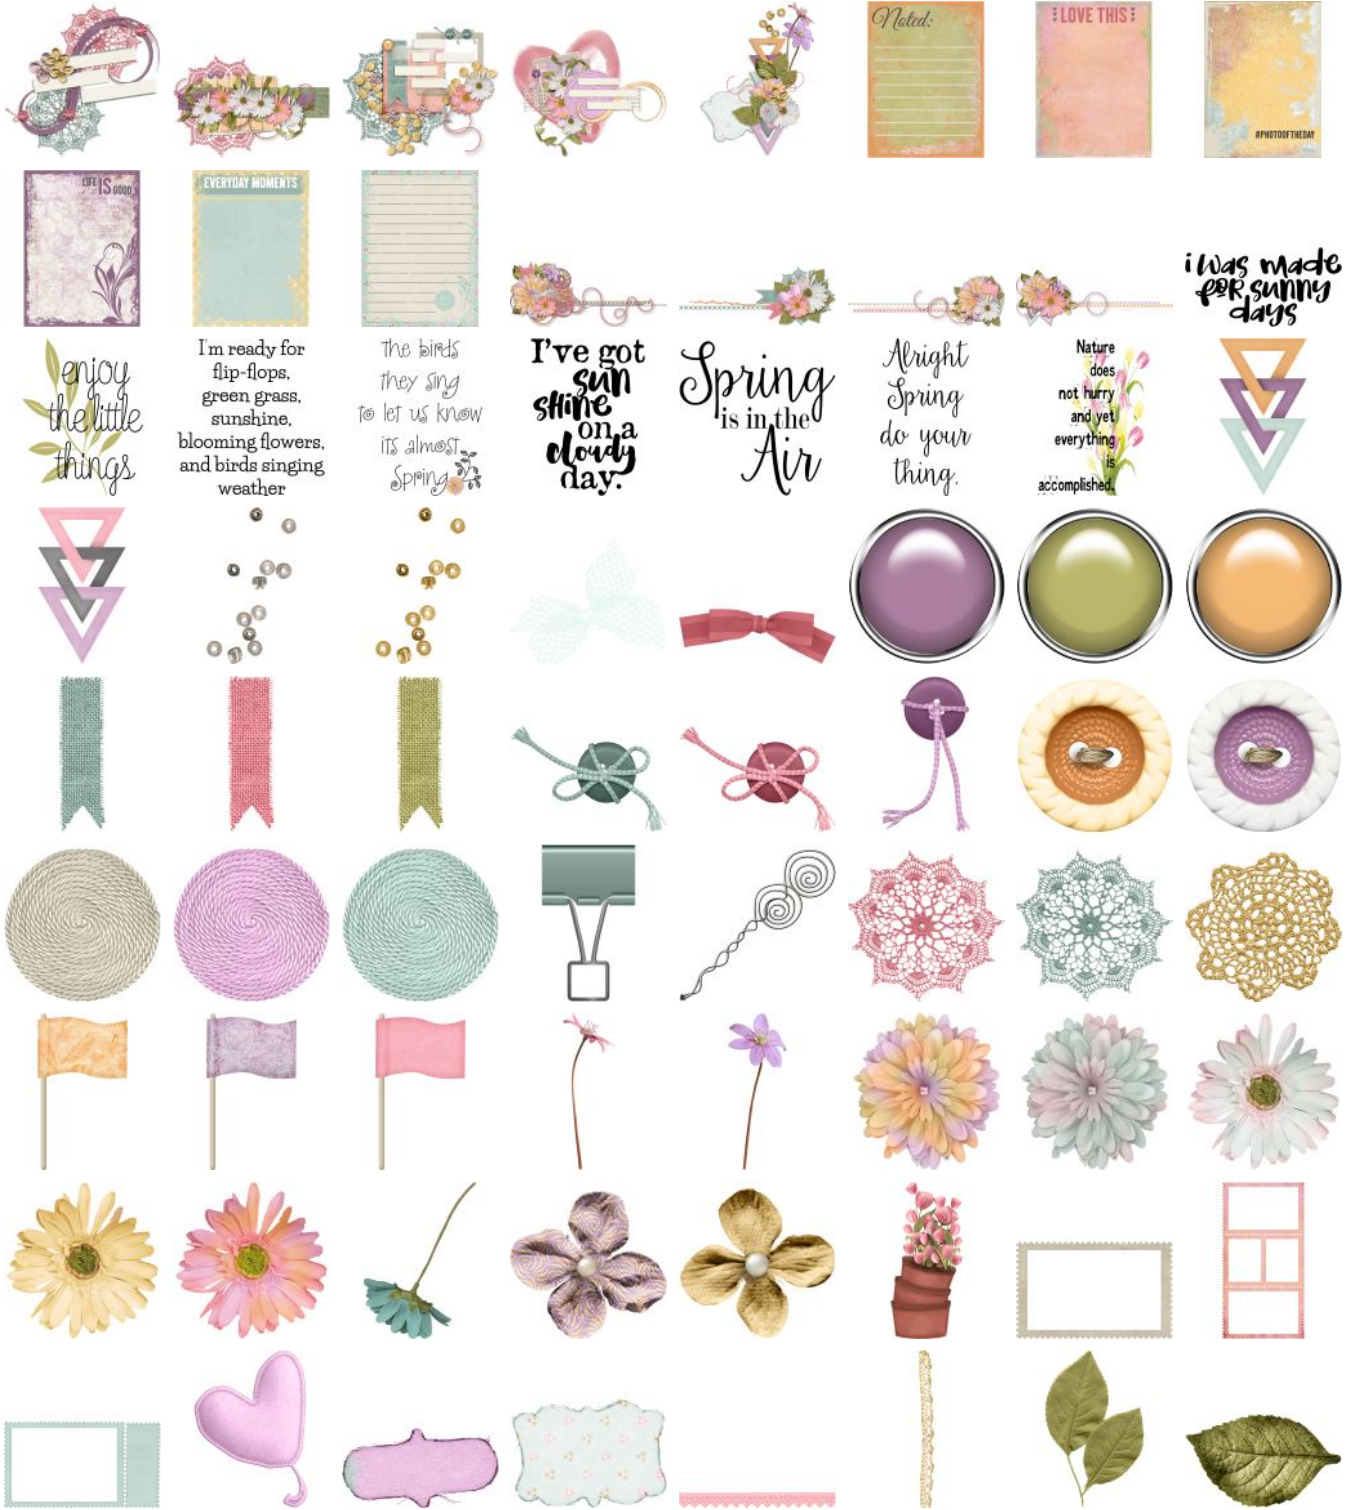 Noted:
LOVE THIS
#PHOTOOFTHEDAY
LIFE IS GOOD
EVERYDAY MOMENTS
i was made
FOR sunny
days
enjoy
the little
things
I'm ready for
flip-flops,
green grass,
sunshine,
blooming flowers,
and birds singing
weather
the birds
they sing
to let us know
its almost
Spring
I've got
sun
shine
on a
cloudy
day.
Spring
is in the
Air
Alright
Spring
do your
thing.
Nature
does
not hurry
and yet
everything
is
accomplished.